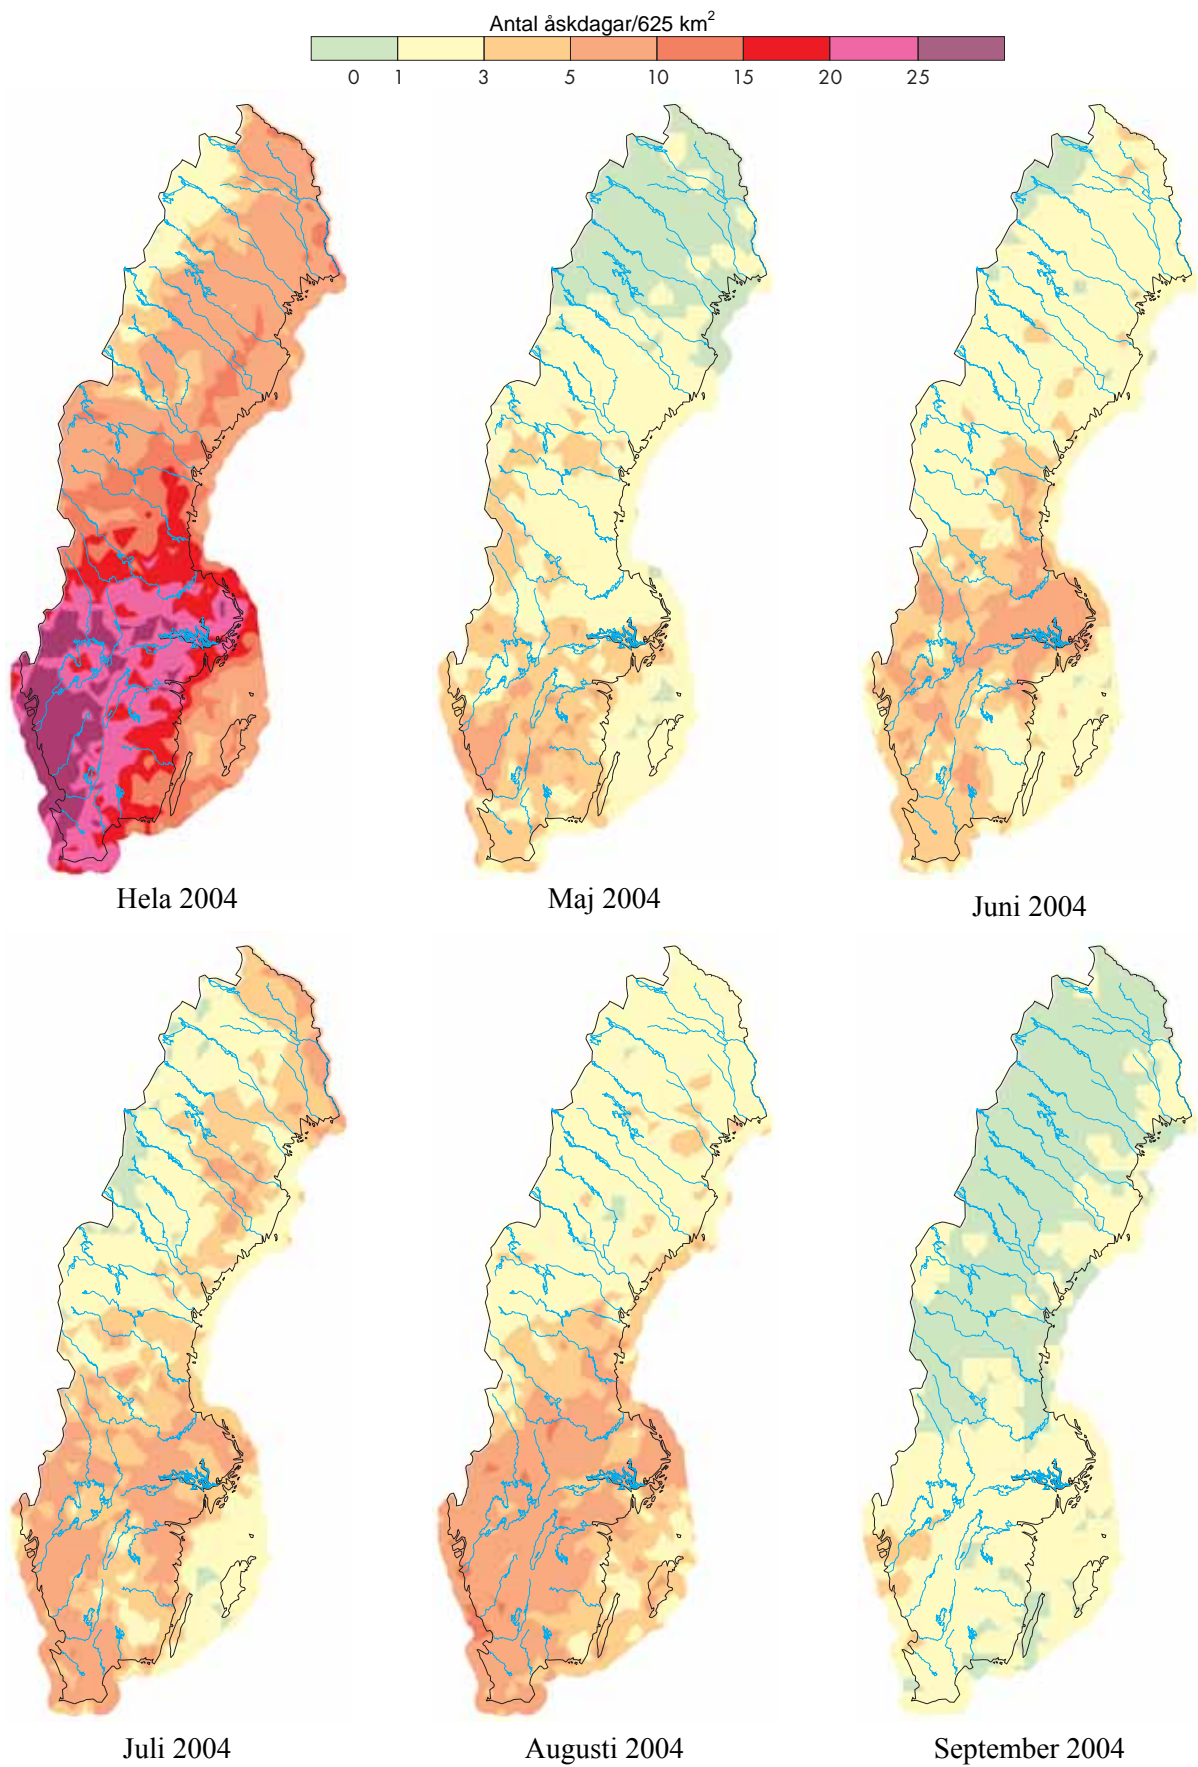 Antal åskdagar/625 km²
0 1 3 5 10 15 20 25
Hela 2004
Maj 2004
Juni 2004
Juli 2004
Augusti 2004
September 2004